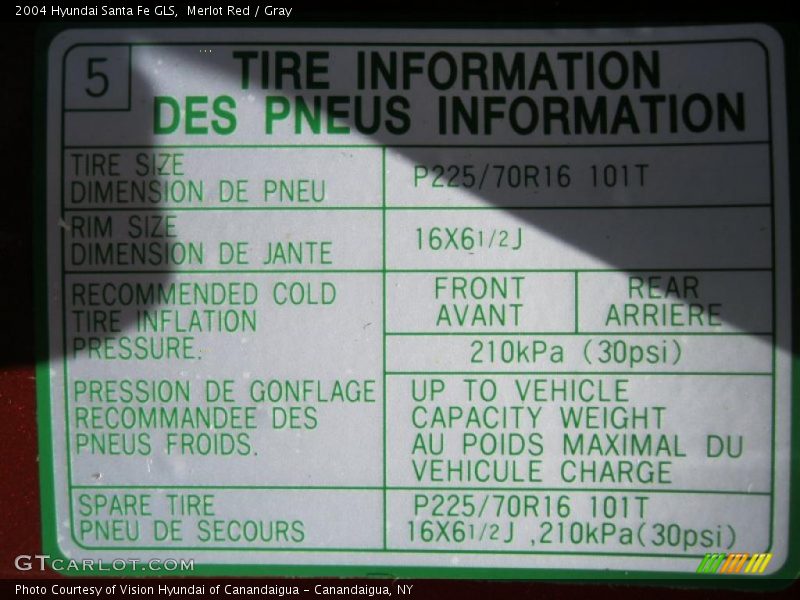 2004 Hyundai Santa Fe GLS,  Merlot Red / Gray
5
TIRE INFORMATION
DES PNEUS INFORMATION
TIRE SIZE
DIMENSION DE PNEU
P225/70R16 101T
RIM SIZE
DIMENSION DE JANTE
16X6 1/2J
RECOMMENDED COLD
TIRE INFLATION
PRESSURE.
FRONT
AVANT
REAR
ARRIERE
210kPa (30psi)
PRESSION DE GONFLAGE
RECOMMANDEE DES
PNEUS FROIDS.
UP TO VEHICLE
CAPACITY WEIGHT
AU POIDS MAXIMAL DU
VEHICULE CHARGE
SPARE TIRE
PNEU DE SECOURS
P225/70R16 101T
16X6 1/2J ,210kPa(30psi)
GTCARLOT.COM
Photo Courtesy of Vision Hyundai of Canandaigua - Canandaigua, NY